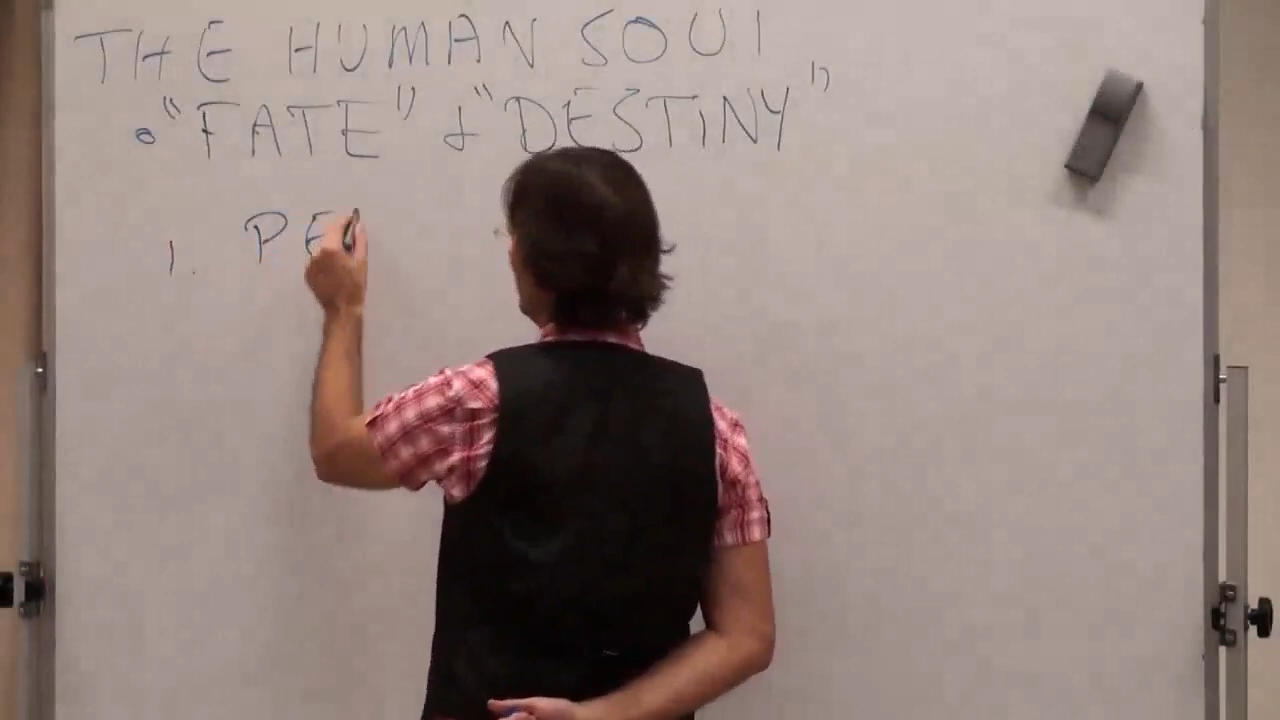 THE HUMAN SOUl
• "FATE" & "DESTiNY"
1. PE